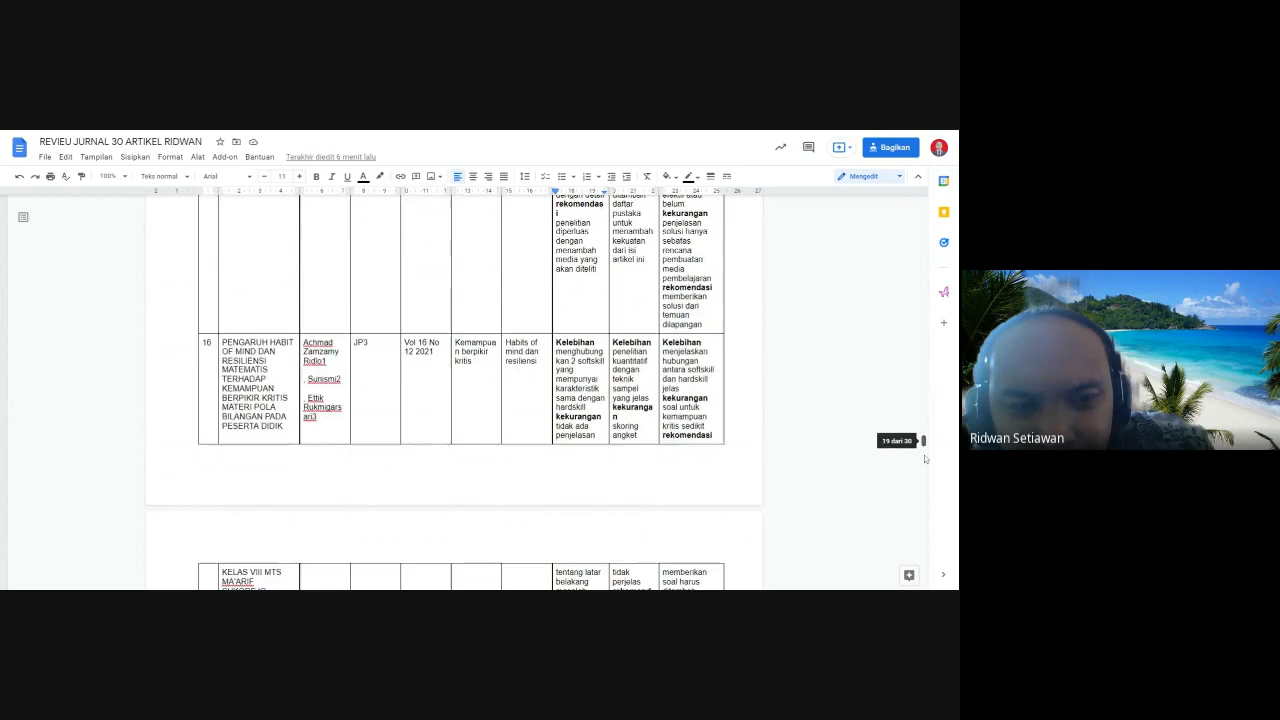 REVIEU JURNAL 30 ARTIKEL RIDWAN
File Edit Tampilan Sisipkan Format Alat Add-on Bantuan Terakhir diedit 6 menit lalu
Bagikan
100% Teks normal Arial 11 Mengedit
rekomendas
i
penelitian
diperluas
dengan
menambah
media yang
akan diteliti
daftar
pustaka
untuk
menambah
kekuatan
dari isi
artikel ini
belum
kekurangan
penjelasan
solusi hanya
sebatas
rencana
pembuatan
media
pembelajaran
rekomendasi
memberikan
solusi dari
temuan
dilapangan
16
PENGARUH HABIT
OF MIND DAN
RESILIENSI
MATEMATIS
TERHADAP
KEMAMPUAN
BERPIKIR KRITIS
MATERI POLA
BILANGAN PADA
PESERTA DIDIK
Achmad
Zamzamy
Ridlo1
, Sunismi2
, Ettik
Rukmigars
ari3
JP3
Vol 16 No
12 2021
Kemampua
n berpikir
kritis
Habits of
mind dan
resiliensi
Kelebihan
menghubung
kan 2 softskill
yang
mempunyai
karakteristik
sama dengan
hardskill
kekurangan
tidak ada
penjelasan
Kelebihan
penelitian
kuantitatif
dengan
teknik
sampel
yang jelas
kekuranga
n
skoring
angket
Kelebihan
menjelaskan
hubungan
antara softskill
dan hardskill
jelas
kekurangan
soal untuk
kemampuan
kritis sedikit
rekomendasi
19 dari 30
KELAS VIII MTS
MA'ARIF
tentang latar
belakang
tidak
perjelas
memberikan
soal harus
Ridwan Setiawan